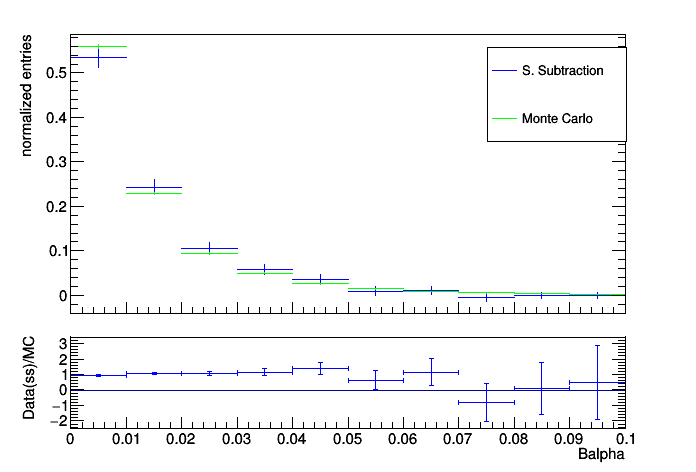 normalized entries
0.5
0.4
0.3
0.2
0.1
0
S. Subtraction
Monte Carlo
Data(ss)/MC
3
2
1
0
−1
−2
0 0.01 0.02 0.03 0.04 0.05 0.06 0.07 0.08 0.09 0.1
Balpha